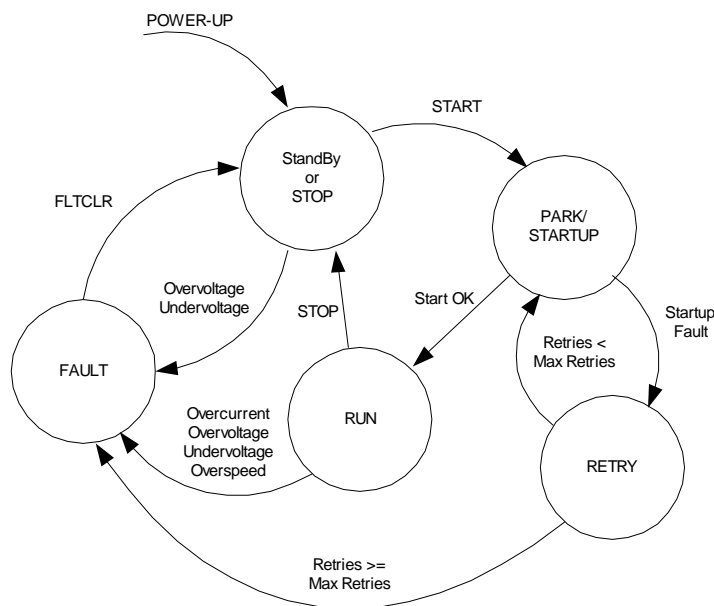 POWER-UP
START
StandBy
or
STOP
FLTCLR
PARK/
STARTUP
Overvoltage
Undervoltage
STOP
Start OK
Startup
Fault
Retries <
Max Retries
FAULT
Overcurrent
Overvoltage
Undervoltage
Overspeed
RUN
RETRY
Retries >=
Max Retries